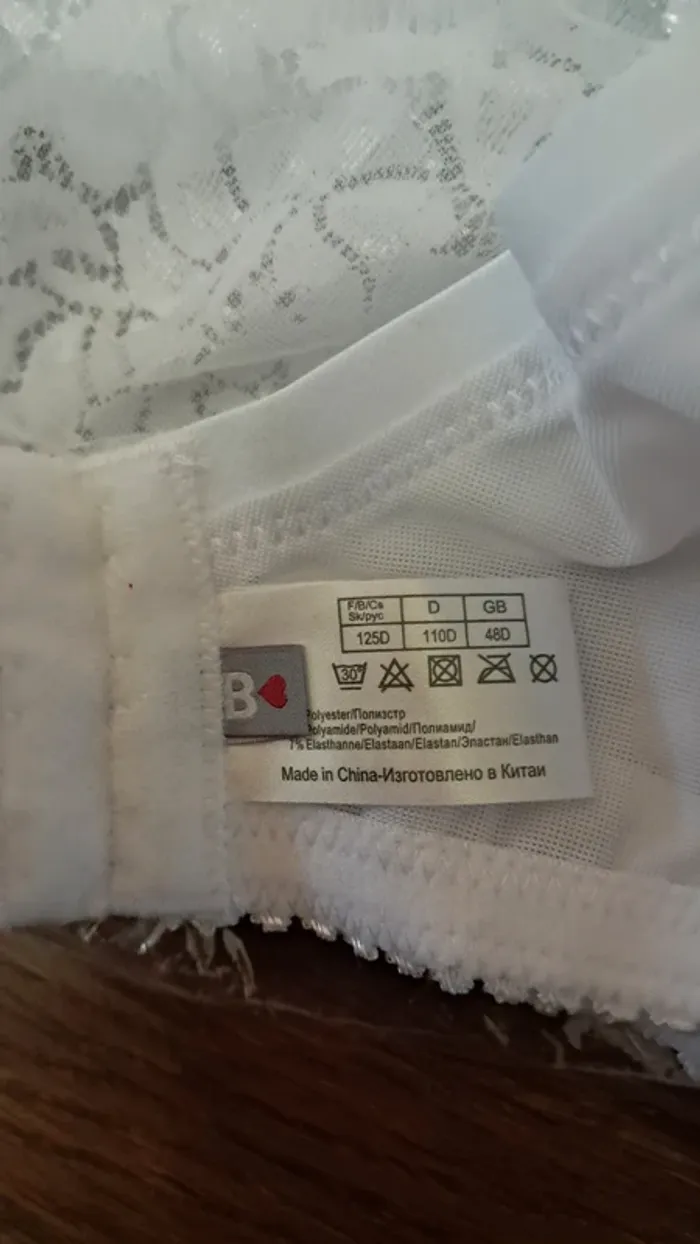 F/B/Cs D GB
Sk/рус
125D 110D 48D
30°
B
Polyester/Полиэстр
Polyamide/Polyamid/Полиамид/
% Elasthanne/Elastaan/Elastan/Эластан/Elasthan
Made in China-Изготовлено в Китаи